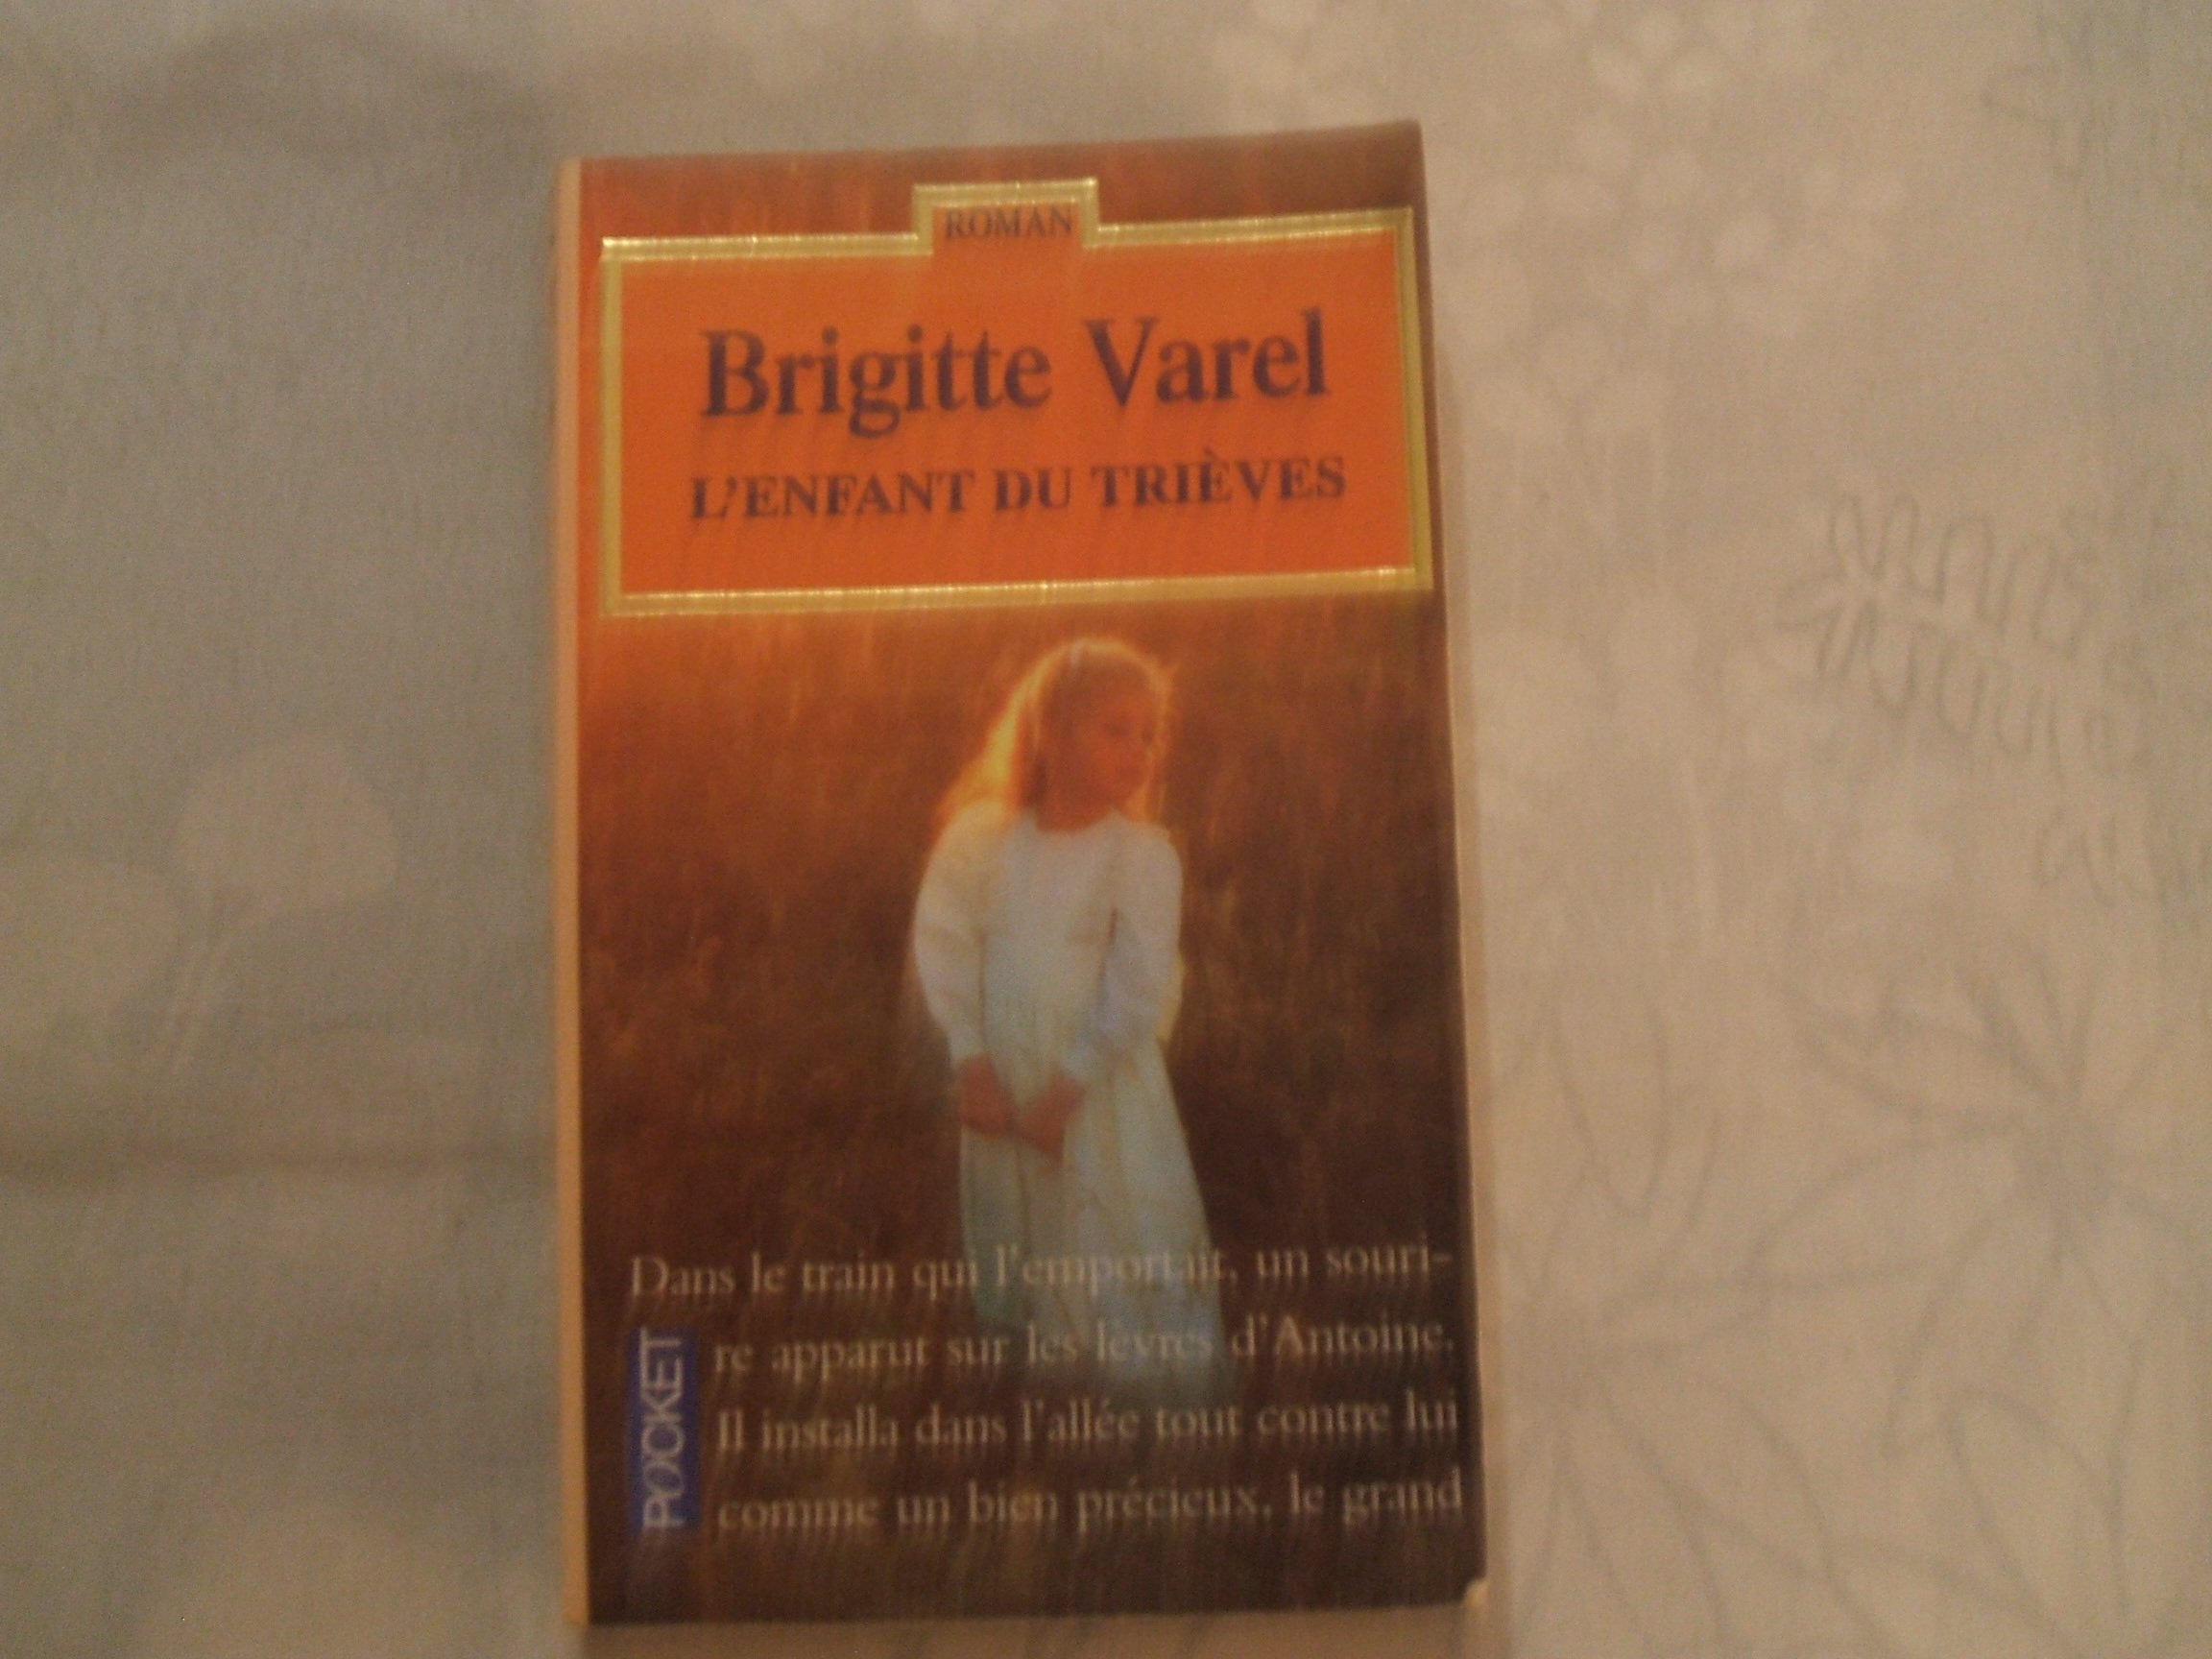 ROMAN
Brigitte Varel
L'ENFANT DU TRIÈVES
Dans le train qui l'emportait, un souri-
re apparut sur les lèvres d'Antoine.
Il installa dans l'allée tout contre lui
comme un bien précieux, le grand
POCKET